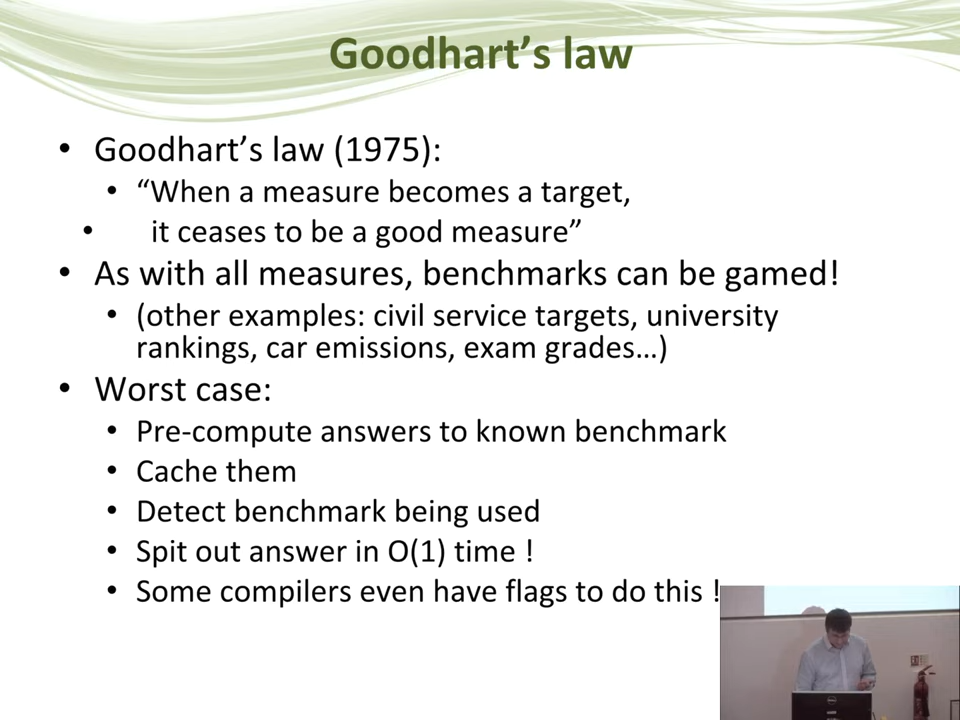 Goodhart’s law
• Goodhart’s law (1975):
• “When a measure becomes a target,
• it ceases to be a good measure”
• As with all measures, benchmarks can be gamed!
• (other examples: civil service targets, university
rankings, car emissions, exam grades…)
• Worst case:
• Pre-compute answers to known benchmark
• Cache them
• Detect benchmark being used
• Spit out answer in O(1) time !
• Some compilers even have flags to do this !